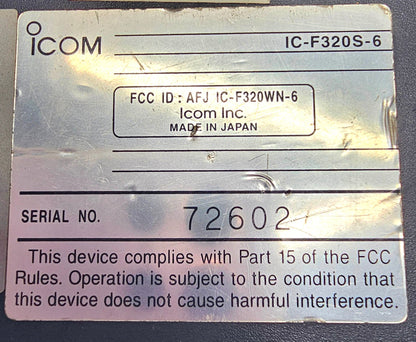 ICOM
IC-F320S-6
FCC ID : AFJ IC-F320WN-6
Icom Inc.
MADE IN JAPAN
SERIAL NO. 72602
This device complies with Part 15 of the FCC
Rules. Operation is subject to the condition that
this device does not cause harmful interference.